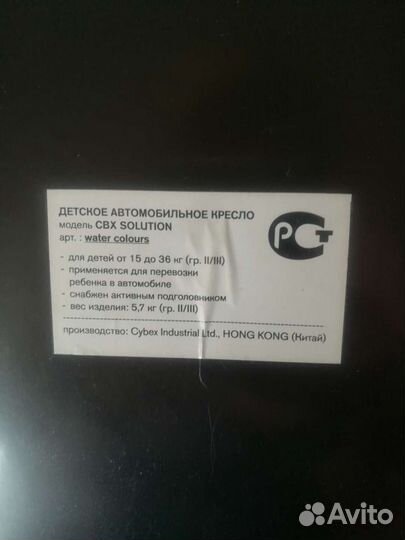 ДЕТСКОЕ АВТОМОБИЛЬНОЕ КРЕСЛО
модель CBX SOLUTION
арт. : water colours
- для детей от 15 до 36 кг (гр. II/III)
- применяется для перевозки
ребенка в автомобиле
- снабжен активным подголовником
- вес изделия: 5,7 кг (гр. II/III)
производство: Cybex Industrial Ltd., HONG KONG (Китай)
РСТ
Avito